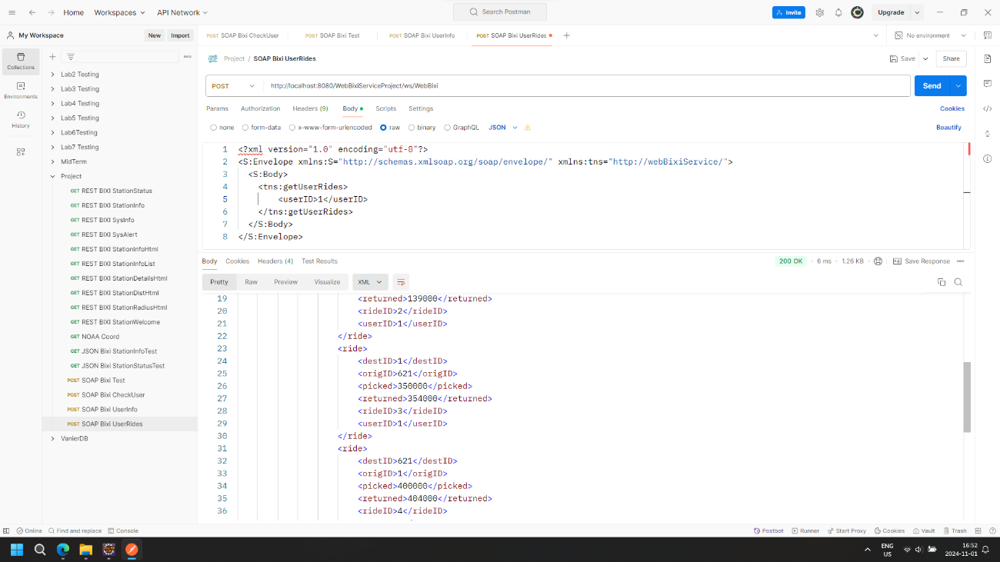 Home Workspaces API Network Search Postman Invite Upgrade
My Workspace New Import
POST SOAP Bixi CheckUser POST SOAP Bixi Test POST SOAP Bixi UserInfo POST SOAP Bixi UserRides No environment
Collections
Environments
History
Lab2 Testing
Lab3 Testing
Lab4 Testing
Lab5 Testing
Lab6Testing
Lab7 Testing
MidTerm
Project
GET REST BIXI StationStatus
GET REST BIXI StationInfo
GET REST BIXI SysInfo
GET REST BIXI SysAlert
GET REST BIXI StationInfoHtml
GET REST BIXI StationInfoList
GET REST BIXI StationDetailsHtml
GET REST BIXI StationDistHtml
GET REST BIXI StationRadiusHtml
GET REST BIXI StationWelcome
GET NOAA Coord
GET JSON Bixi StationInfoTest
GET JSON Bixi StationStatusTest
POST SOAP Bixi Test
POST SOAP Bixi CheckUser
POST SOAP Bixi UserInfo
POST SOAP Bixi UserRides
VanierDB
Project / SOAP Bixi UserRides Save Share
POST http://localhost:8080/WebBixiServiceProject/ws/WebBixi Send
Params Authorization Headers (9) Body Scripts Settings Cookies
none form-data x-www-form-urlencoded raw binary GraphQL JSON Beautify
1 <?xml version="1.0" encoding="utf-8"?>
2 <S:Envelope xmlns:S="http://schemas.xmlsoap.org/soap/envelope/" xmlns:tns="http://webBixiService/">
3 <S:Body>
4 <tns:getUserRides>
5 <userID>1</userID>
6 </tns:getUserRides>
7 </S:Body>
8 </S:Envelope>
Body Cookies Headers (4) Test Results 200 OK 6 ms 1.26 KB Save Response
Pretty Raw Preview Visualize XML
19 <returned>139000</returned>
20 <rideID>2</rideID>
21 <userID>1</userID>
22 </ride>
23 <ride>
24 <destID>1</destID>
25 <origID>621</origID>
26 <picked>350000</picked>
27 <returned>354000</returned>
28 <rideID>3</rideID>
29 <userID>1</userID>
30 </ride>
31 <ride>
32 <destID>621</destID>
33 <origID>1</origID>
34 <picked>400000</picked>
35 <returned>404000</returned>
36 <rideID>4</rideID>
Online Find and replace Console Postbot Runner Start Proxy Cookies Vault Trash
ENG
US
16:52
2024-11-01